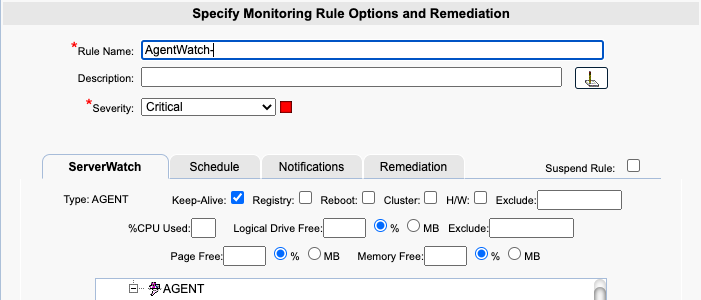 Specify Monitoring Rule Options and Remediation
*Rule Name: AgentWatch-
Description:
*Severity: Critical
ServerWatch Schedule Notifications Remediation Suspend Rule:
Type: AGENT Keep-Alive: Registry: Reboot: Cluster: H/W: Exclude:
%CPU Used: Logical Drive Free: % MB Exclude:
Page Free: % MB Memory Free: % MB
AGENT